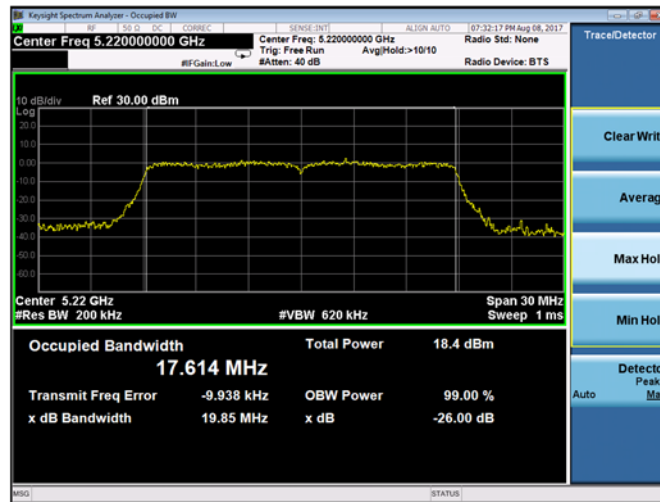 Keysight Spectrum Analyzer - Occupied BW
RF 50 Ω DC CORREC SENSE:INT ALIGN AUTO 07:32:17 PM Aug 08, 2017
Center Freq 5.220000000 GHz
Center Freq: 5.220000000 GHz Radio Std: None
Trig: Free Run Avg|Hold:>10/10
#IFGain:Low #Atten: 40 dB Radio Device: BTS
10 dB/div Ref 30.00 dBm
Log
20.0
10.0
0.00
-10.0
-20.0
-30.0
-40.0
-50.0
-60.0
Center 5.22 GHz Span 30 MHz
#Res BW 200 kHz #VBW 620 kHz Sweep 1 ms
Occupied Bandwidth Total Power 18.4 dBm
17.614 MHz
Transmit Freq Error -9.938 kHz OBW Power 99.00 %
x dB Bandwidth 19.85 MHz x dB -26.00 dB
MSG STATUS
Trace/Detector
Clear Writ
Averag
Max Hol
Min Hol
Detecto
Peak
Auto Ma